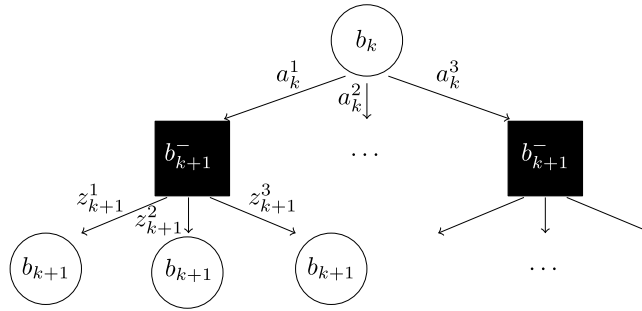 b_k
a_k^1 a_k^2 a_k^3
b_{k+1}^- ... b_{k+1}^-
z_{k+1}^1 z_{k+1}^2 z_{k+1}^3
b_{k+1} b_{k+1} b_{k+1} ...